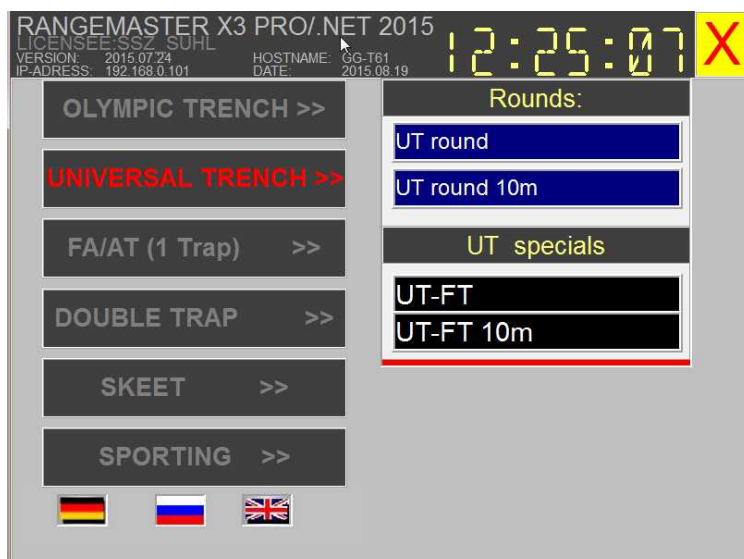 RANGEMASTER X3 PRO/.NET 2015
LICENSEE:SSZ_SUHL
VERSION: 2015.07.24 HOSTNAME: GG-T61
IP-ADRESS: 192.168.0.101 DATE: 2015.08.19
12:25:07
X
OLYMPIC TRENCH >>
UNIVERSAL TRENCH >>
FA/AT (1 Trap) >>
DOUBLE TRAP >>
SKEET >>
SPORTING >>
Rounds:
UT round
UT round 10m
UT specials
UT-FT
UT-FT 10m